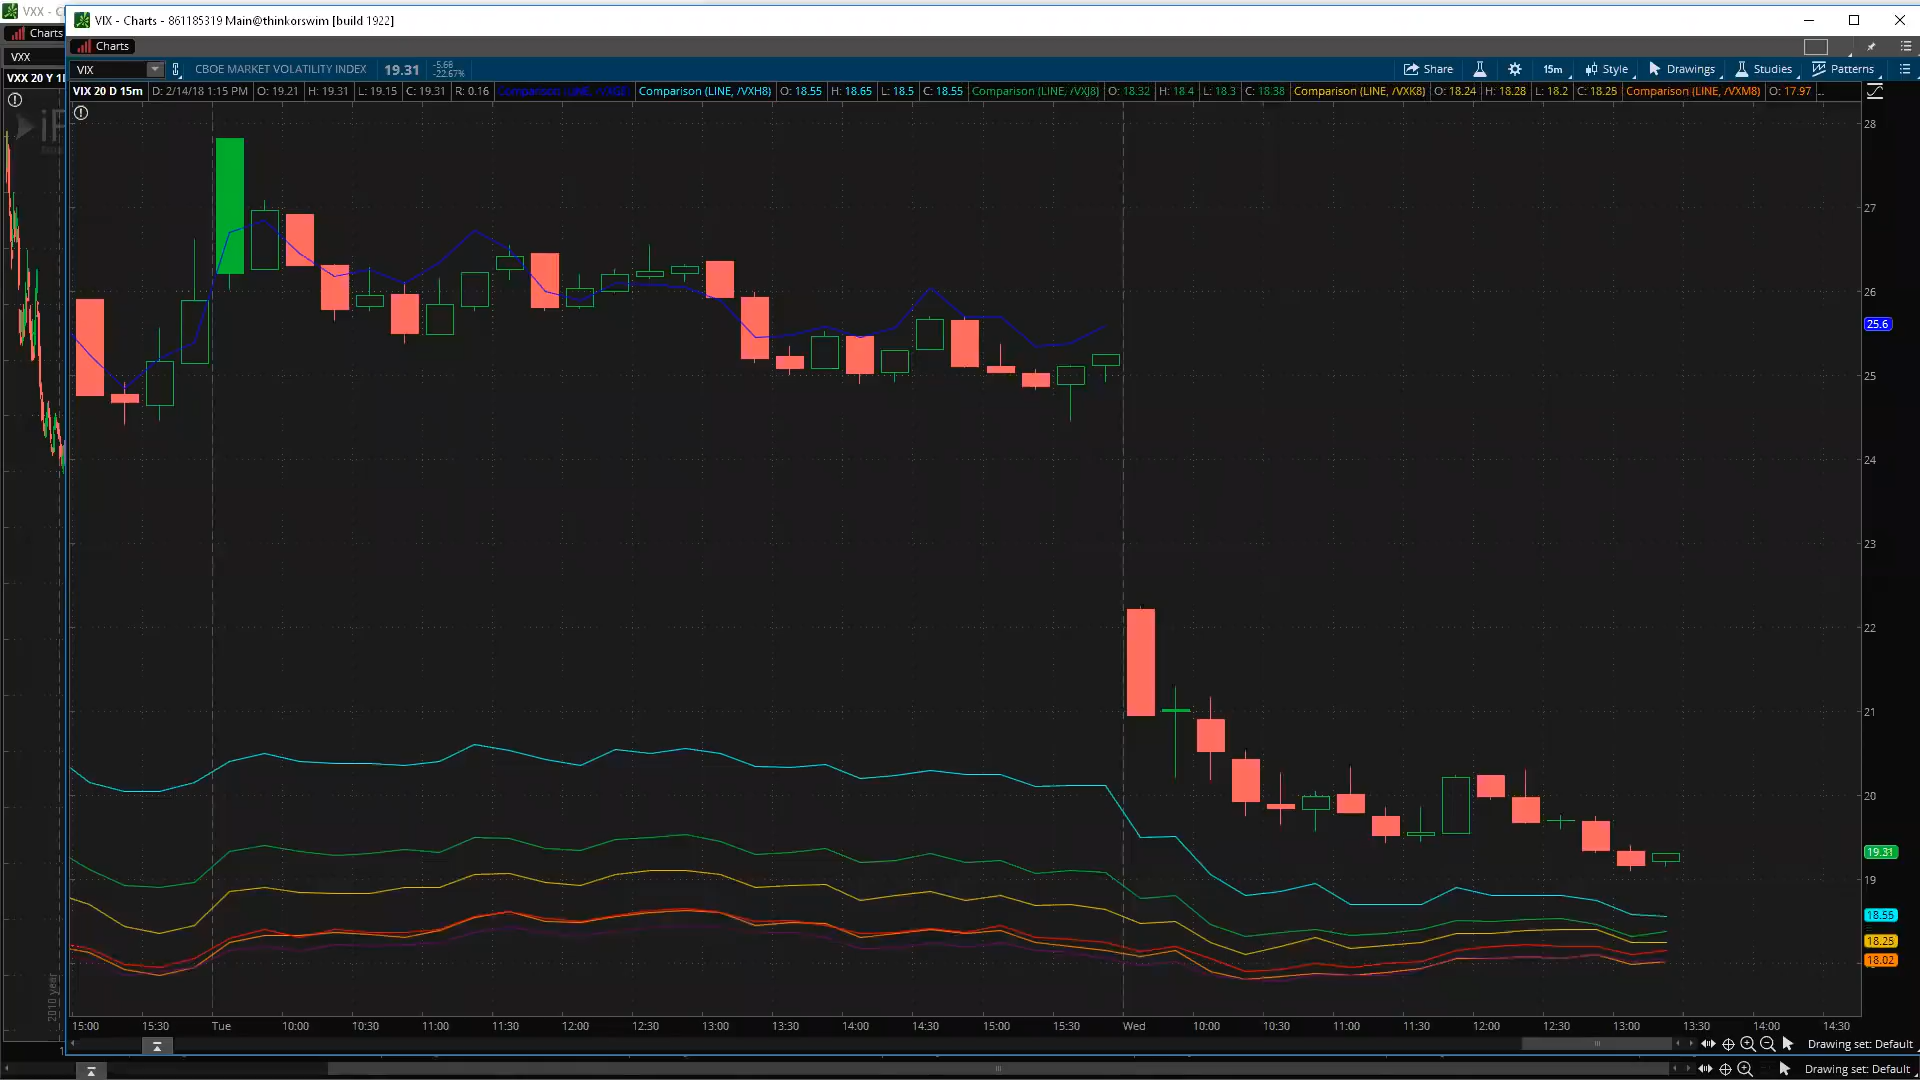 VXX - C
VIX - Charts - 861185319 Main@thinkorswim [build 1922]
Charts
Charts
VXX
VIX
CBOE MARKET VOLATILITY INDEX
19.31
-5.68
-22.67%
Share
15m
Style
Drawings
Studies
Patterns
VXX 20 Y 1
VIX 20 D 15m D: 2/14/18 1:15 PM O: 19.21 H: 19.31 L: 19.15 C: 19.31 R: 0.16 Comparison (LINE, /VXH8) O: 18.55 H: 18.65 L: 18.5 C: 18.55 Comparison (LINE, /VXJ8) O: 18.32 H: 18.4 L: 18.3 C: 18.38 Comparison (LINE, /VXK8) O: 18.24 H: 18.28 L: 18.2 C: 18.25 Comparison (LINE, /VXM8) O: 17.97 ..
28
27
26
25.6
25
24
23
22
21
20
19.31
19
18.55
18.25
18.02
2010 year
15:00 15:30 Tue 10:00 10:30 11:00 11:30 12:00 12:30 13:00 13:30 14:00 14:30 15:00 15:30 Wed 10:00 10:30 11:00 11:30 12:00 12:30 13:00 13:30 14:00 14:30
Drawing set: Default
Drawing set: Default